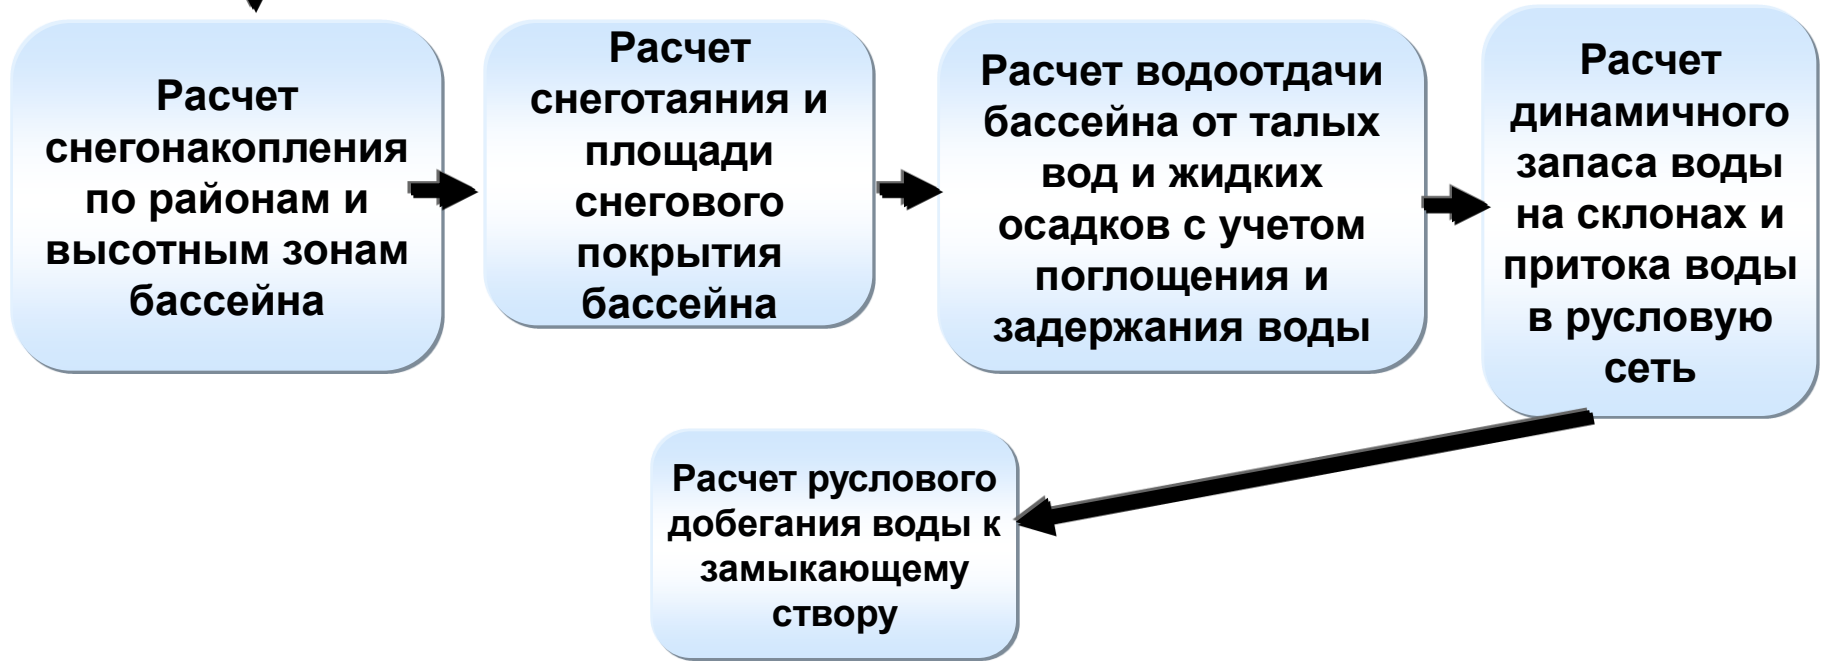 Расчет
снегонакопления
по районам и
высотным зонам
бассейна
Расчет
снеготаяния и
площади
снегового
покрытия
бассейна
Расчет водоотдачи
бассейна от талых
вод и жидких
осадков с учетом
поглощения и
задержания воды
Расчет
динамичного
запаса воды
на склонах и
притока воды
в русловую
сеть
Расчет руслового
добегания воды к
замыкающему
створу